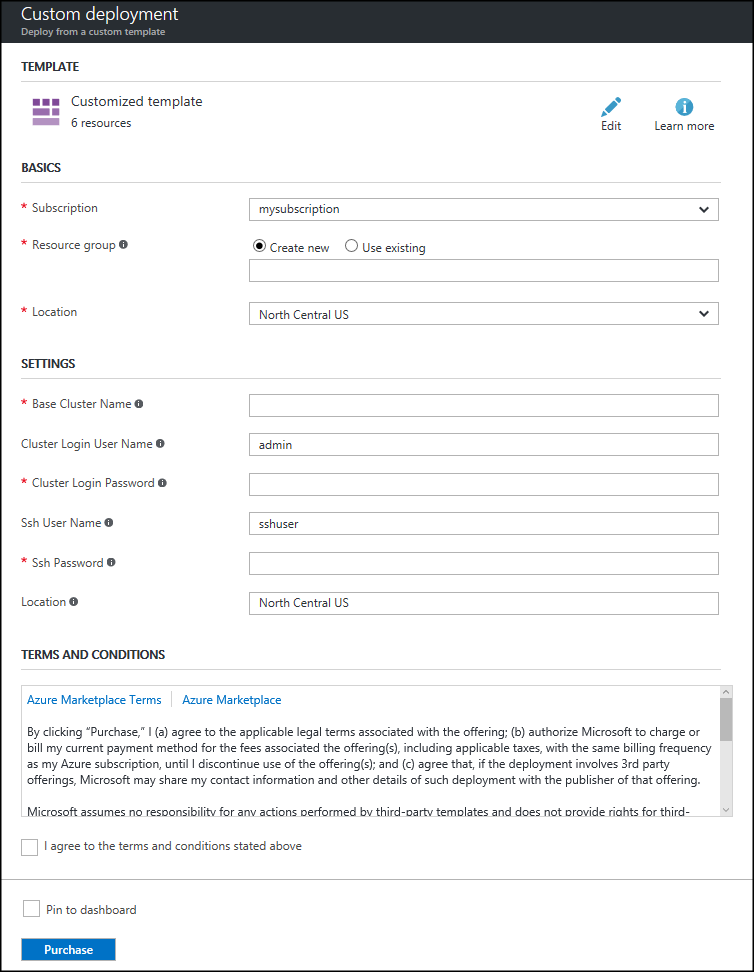 Custom deployment
Deploy from a custom template
TEMPLATE
Customized template
6 resources
Edit
Learn more
BASICS
* Subscription
mysubscription
* Resource group
Create new
Use existing
* Location
North Central US
SETTINGS
* Base Cluster Name
Cluster Login User Name
admin
* Cluster Login Password
Ssh User Name
sshuser
* Ssh Password
Location
North Central US
TERMS AND CONDITIONS
Azure Marketplace Terms
Azure Marketplace
By clicking “Purchase,” I (a) agree to the applicable legal terms associated with the offering; (b) authorize Microsoft to charge or
bill my current payment method for the fees associated the offering(s), including applicable taxes, with the same billing frequency
as my Azure subscription, until I discontinue use of the offering(s); and (c) agree that, if the deployment involves 3rd party
offerings, Microsoft may share my contact information and other details of such deployment with the publisher of that offering.
Microsoft assumes no responsibility for any actions performed by third-party templates and does not provide rights for third-
I agree to the terms and conditions stated above
Pin to dashboard
Purchase